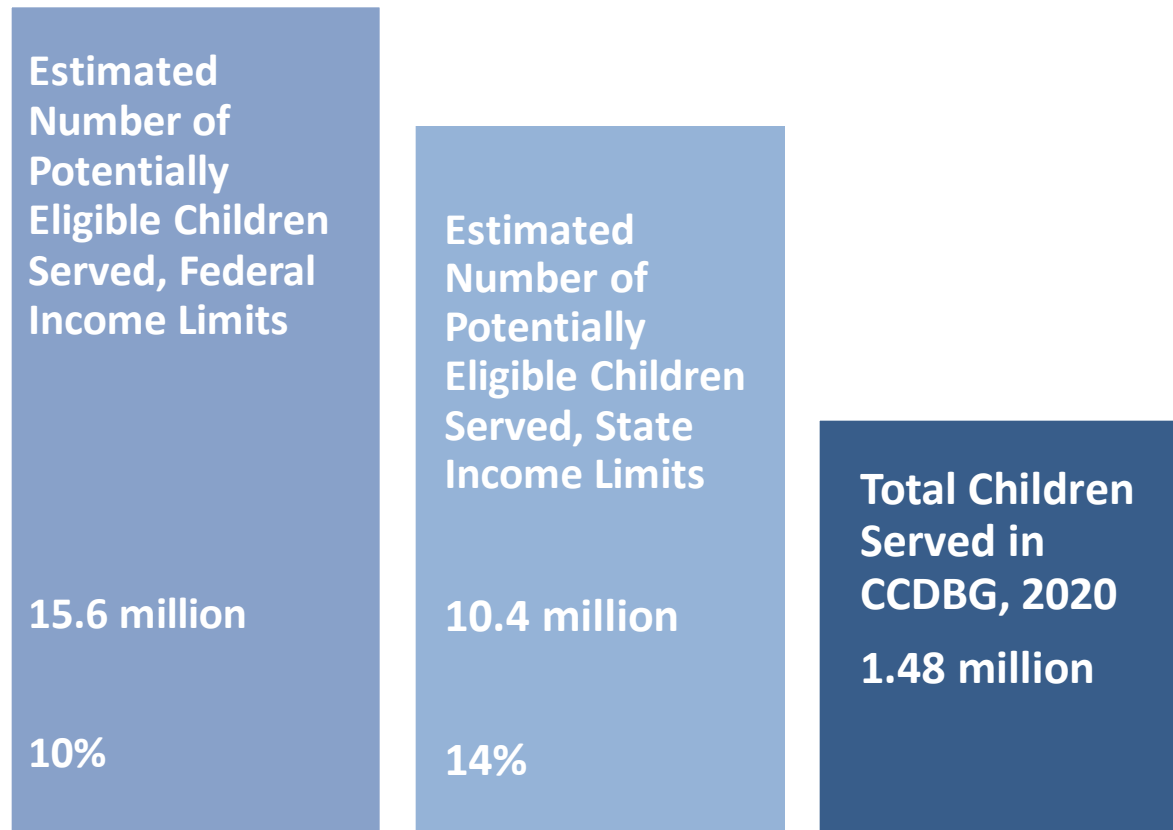 Estimated
Number of
Potentially
Eligible Children
Served, Federal
Income Limits
15.6 million
10%
Estimated
Number of
Potentially
Eligible Children
Served, State
Income Limits
10.4 million
14%
Total Children
Served in
CCDBG, 2020
1.48 million